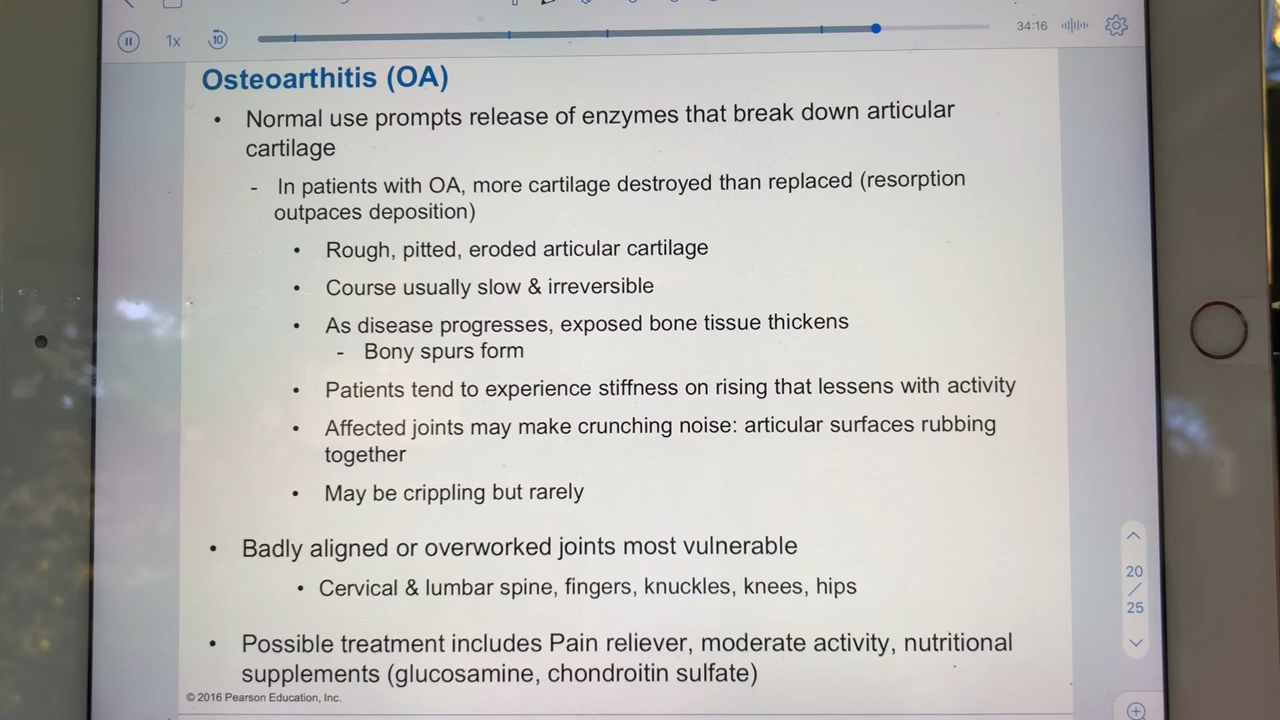 1x
10
34:16
Osteoarthitis (OA)
• Normal use prompts release of enzymes that break down articular
cartilage
- In patients with OA, more cartilage destroyed than replaced (resorption
outpaces deposition)
• Rough, pitted, eroded articular cartilage
• Course usually slow & irreversible
• As disease progresses, exposed bone tissue thickens
- Bony spurs form
• Patients tend to experience stiffness on rising that lessens with activity
• Affected joints may make crunching noise: articular surfaces rubbing
together
• May be crippling but rarely
• Badly aligned or overworked joints most vulnerable
• Cervical & lumbar spine, fingers, knuckles, knees, hips
• Possible treatment includes Pain reliever, moderate activity, nutritional
supplements (glucosamine, chondroitin sulfate)
© 2016 Pearson Education, Inc.
20
/
25